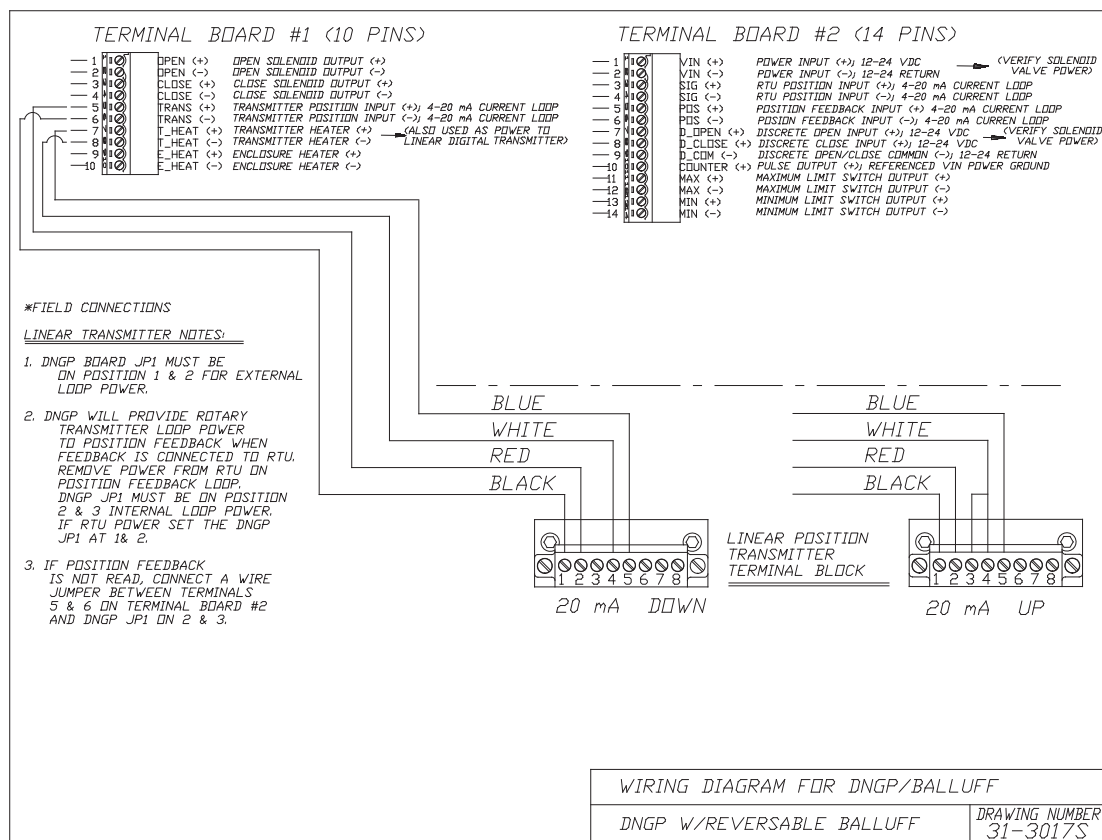 TERMINAL BOARD #1 (10 PINS)
1 OPEN (+) OPEN SOLENOID OUTPUT (+)
2 OPEN (-) OPEN SOLENOID OUTPUT (-)
3 CLOSE (+) CLOSE SOLENOID OUTPUT (+)
4 CLOSE (-) CLOSE SOLENOID OUTPUT (-)
5 TRANS (+) TRANSMITTER POSITION INPUT (+); 4-20 mA CURRENT LOOP
6 TRANS (-) TRANSMITTER POSITION INPUT (-); 4-20 mA CURRENT LOOP
7 T_HEAT (+) TRANSMITTER HEATER (+) (ALSO USED AS POWER TO
8 T_HEAT (-) TRANSMITTER HEATER (-) LINEAR DIGITAL TRANSMITTER)
9 E_HEAT (+) ENCLOSURE HEATER (+)
10 E_HEAT (-) ENCLOSURE HEATER (-)
TERMINAL BOARD #2 (14 PINS)
1 VIN (+) POWER INPUT (+); 12-24 VDC (VERIFY SOLENOID
2 VIN (-) POWER INPUT (-); 12-24 RETURN VALVE POWER)
3 SIG (+) RTU POSITION INPUT (+); 4-20 mA CURRENT LOOP
4 SIG (-) RTU POSITION INPUT (-); 4-20 mA CURRENT LOOP
5 POS (+) POSITION FEEDBACK INPUT (+) 4-20 mA CURRENT LOOP
6 POS (-) POSION FEEDBACK INPUT (-); 4-20 mA CURREN LOOP
7 D_OPEN (+) DISCRETE OPEN INPUT (+); 12-24 VDC (VERIFY SOLENOID
8 D_CLOSE (+) DISCRETE CLOSE INPUT (+); 12-24 VDC VALVE POWER)
9 D_COM (-) DISCRETE OPEN/CLOSE COMMON (-); 12-24 RETURN
10 COUNTER (+) PULSE OUTPUT (+); REFERENCED VIN POWER GROUND
11 MAX (+) MAXIMUM LIMIT SWITCH OUTPUT (+)
12 MAX (-) MAXIMUM LIMIT SWITCH OUTPUT (-)
13 MIN (+) MINIMUM LIMIT SWITCH OUTPUT (+)
14 MIN (-) MINIMUM LIMIT SWITCH OUTPUT (-)
*FIELD CONNECTIONS
LINEAR TRANSMITTER NOTES:
1. DNGP BOARD JP1 MUST BE
ON POSITION 1 & 2 FOR EXTERNAL
LOOP POWER.
2. DNGP WILL PROVIDE ROTARY
TRANSMITTER LOOP POWER
TO POSITION FEEDBACK WHEN
FEEDBACK IS CONNECTED TO RTU.
REMOVE POWER FROM RTU ON
POSITION FEEDBACK LOOP.
DNGP JP1 MUST BE ON POSITION
2 & 3 INTERNAL LOOP POWER.
IF RTU POWER SET THE DNGP
JP1 AT 1& 2.
3. IF POSITION FEEDBACK
IS NOT READ, CONNECT A WIRE
JUMPER BETWEEN TERMINALS
5 & 6 ON TERMINAL BOARD #2
AND DNGP JP1 ON 2 & 3.
BLUE
WHITE
RED
BLACK
1 2 3 4 5 6 7 8
20 mA DOWN
LINEAR POSITION
TRANSMITTER
TERMINAL BLOCK
BLUE
WHITE
RED
BLACK
1 2 3 4 5 6 7 8
20 mA UP
WIRING DIAGRAM FOR DNGP/BALLUFF
DNGP W/REVERSABLE BALLUFF
DRAWING NUMBER
31-3017S